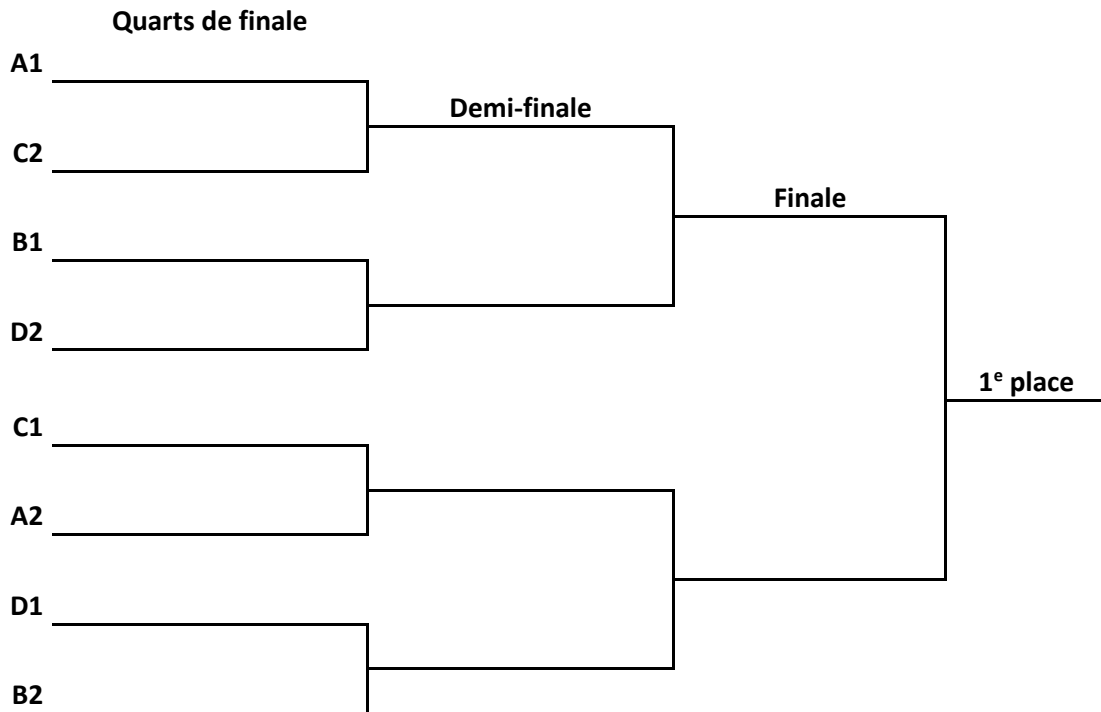 Quarts de finale
A1
Demi-finale
C2
Finale
B1
D2
1e place
C1
A2
D1
B2